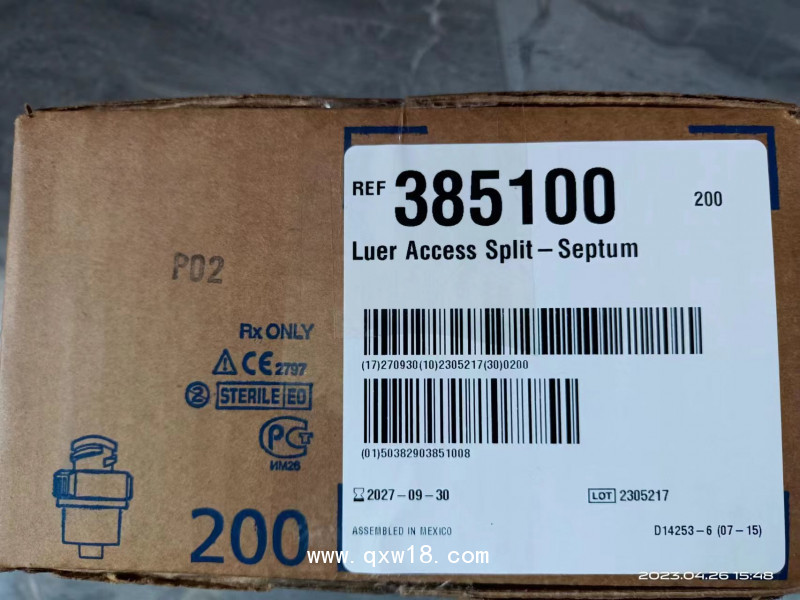 REF 385100 200
Luer Access Split-Septum
P02
(17)270930(10)2305217(30)0200
(01)50382903851008
Rx ONLY
CE 2797
2 STERILE EO
РСТ
ИМ26
200
2027-09-30 LOT 2305217
ASSEMBLED IN MEXICO D14253-6 (07-15)
www.qxw18.com
2023.04.26 15:48